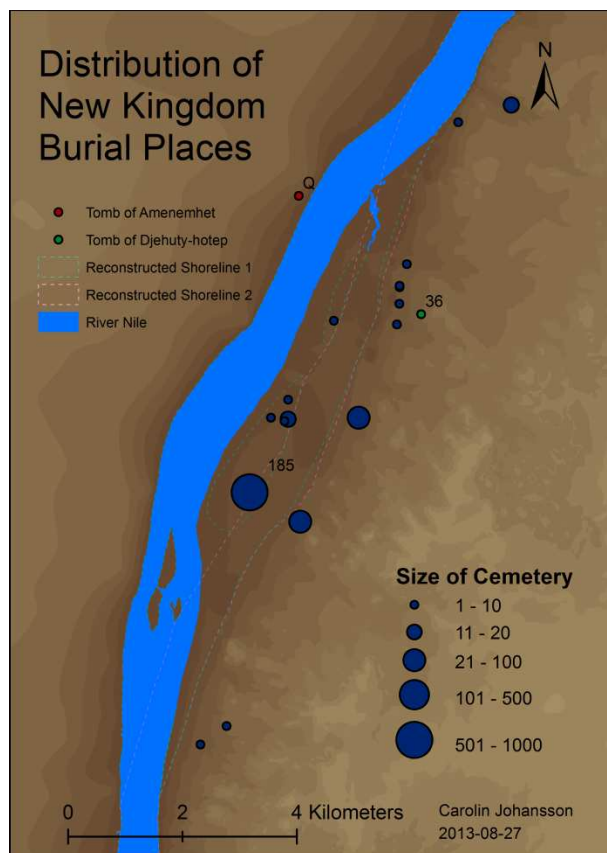 Distribution of
New Kingdom
Burial Places
N
Q
Tomb of Amenemhet
Tomb of Djehuty-hotep
Reconstructed Shoreline 1
Reconstructed Shoreline 2
River Nile
36
185
Size of Cemetery
1 - 10
11 - 20
21 - 100
101 - 500
501 - 1000
0 2 4 Kilometers
Carolin Johansson
2013-08-27